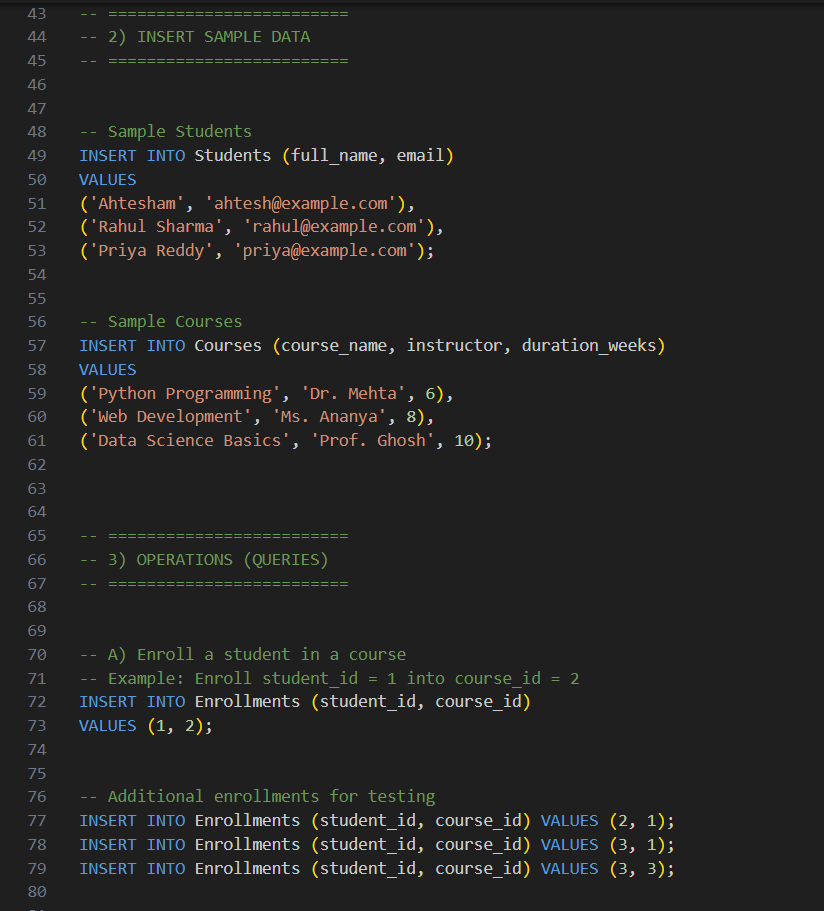 43 -- =========================
44 -- 2) INSERT SAMPLE DATA
45 -- =========================
46
47
48 -- Sample Students
49 INSERT INTO Students (full_name, email)
50 VALUES
51 ('Ahtesham', 'ahtesh@example.com'),
52 ('Rahul Sharma', 'rahul@example.com'),
53 ('Priya Reddy', 'priya@example.com');
54
55
56 -- Sample Courses
57 INSERT INTO Courses (course_name, instructor, duration_weeks)
58 VALUES
59 ('Python Programming', 'Dr. Mehta', 6),
60 ('Web Development', 'Ms. Ananya', 8),
61 ('Data Science Basics', 'Prof. Ghosh', 10);
62
63
64
65 -- =========================
66 -- 3) OPERATIONS (QUERIES)
67 -- =========================
68
69
70 -- A) Enroll a student in a course
71 -- Example: Enroll student_id = 1 into course_id = 2
72 INSERT INTO Enrollments (student_id, course_id)
73 VALUES (1, 2);
74
75
76 -- Additional enrollments for testing
77 INSERT INTO Enrollments (student_id, course_id) VALUES (2, 1);
78 INSERT INTO Enrollments (student_id, course_id) VALUES (3, 1);
79 INSERT INTO Enrollments (student_id, course_id) VALUES (3, 3);
80